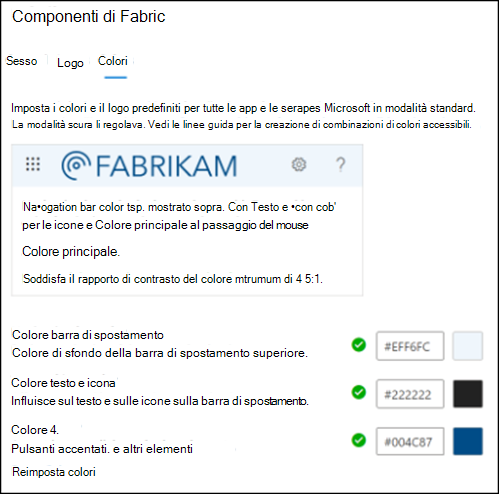 Componenti di Fabric
Sesso Logo Colori
Imposta i colori e il logo predefiniti per tutte le app e le serapes Microsoft in modalità standard.
La modalità scura li regolava. Vedi le linee guida per la creazione di combinazioni di colori accessibili.
FABRIKAM ?
Na•ogation bar color tsp. mostrato sopra. Con Testo e •con cob'
per le icone e Colore principale al passaggio del mouse
Colore principale.
Soddisfa il rapporto di contrasto del colore mtrumum di 4 5:1.
Colore barra di spostamento
Colore di sfondo della barra di spostamento superiore.
#EFF6FC
Colore testo e icona
Influisce sul testo e sulle icone sulla barra di spostamento.
#222222
Colore 4.
Pulsanti accentati. e altri elementi
#004C87
Reimposta colori